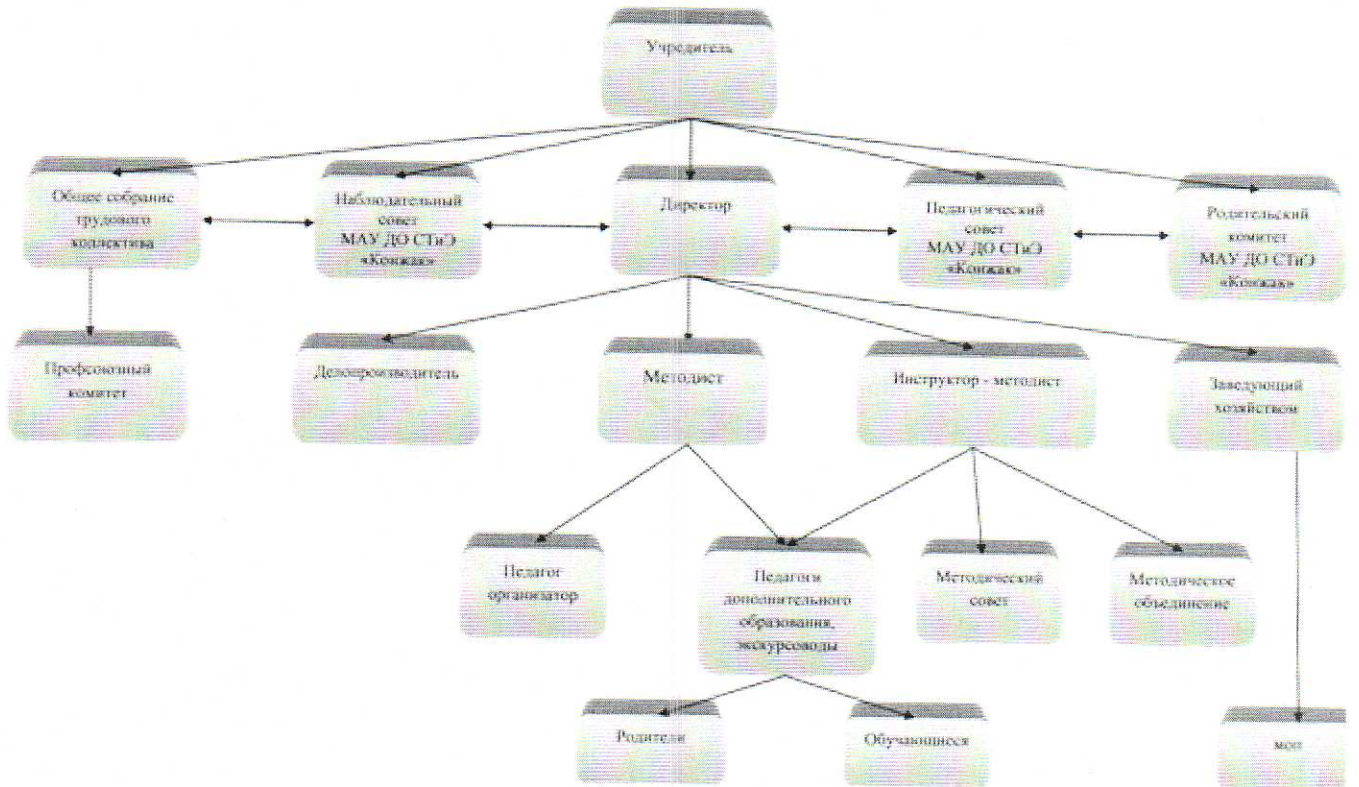 Учредитель
Общее собрание
трудового
коллектива
Наблюдательный
совет
МАУ ДО СТиЭ
«Конжак»
Директор
Педагогический
совет
МАУ ДО СТиЭ
«Конжак»
Родительский
комитет
МАУ ДО СТиЭ
«Конжак»
Профсоюзный
комитет
Делопроизводитель
Методист
Инструктор - методист
Заведующий
хозяйством
Педагог
организатор
Педагоги
дополнительного
образования,
экскурсоводы
Методический
совет
Методическое
объединение
Родители
Обучающиеся
моп